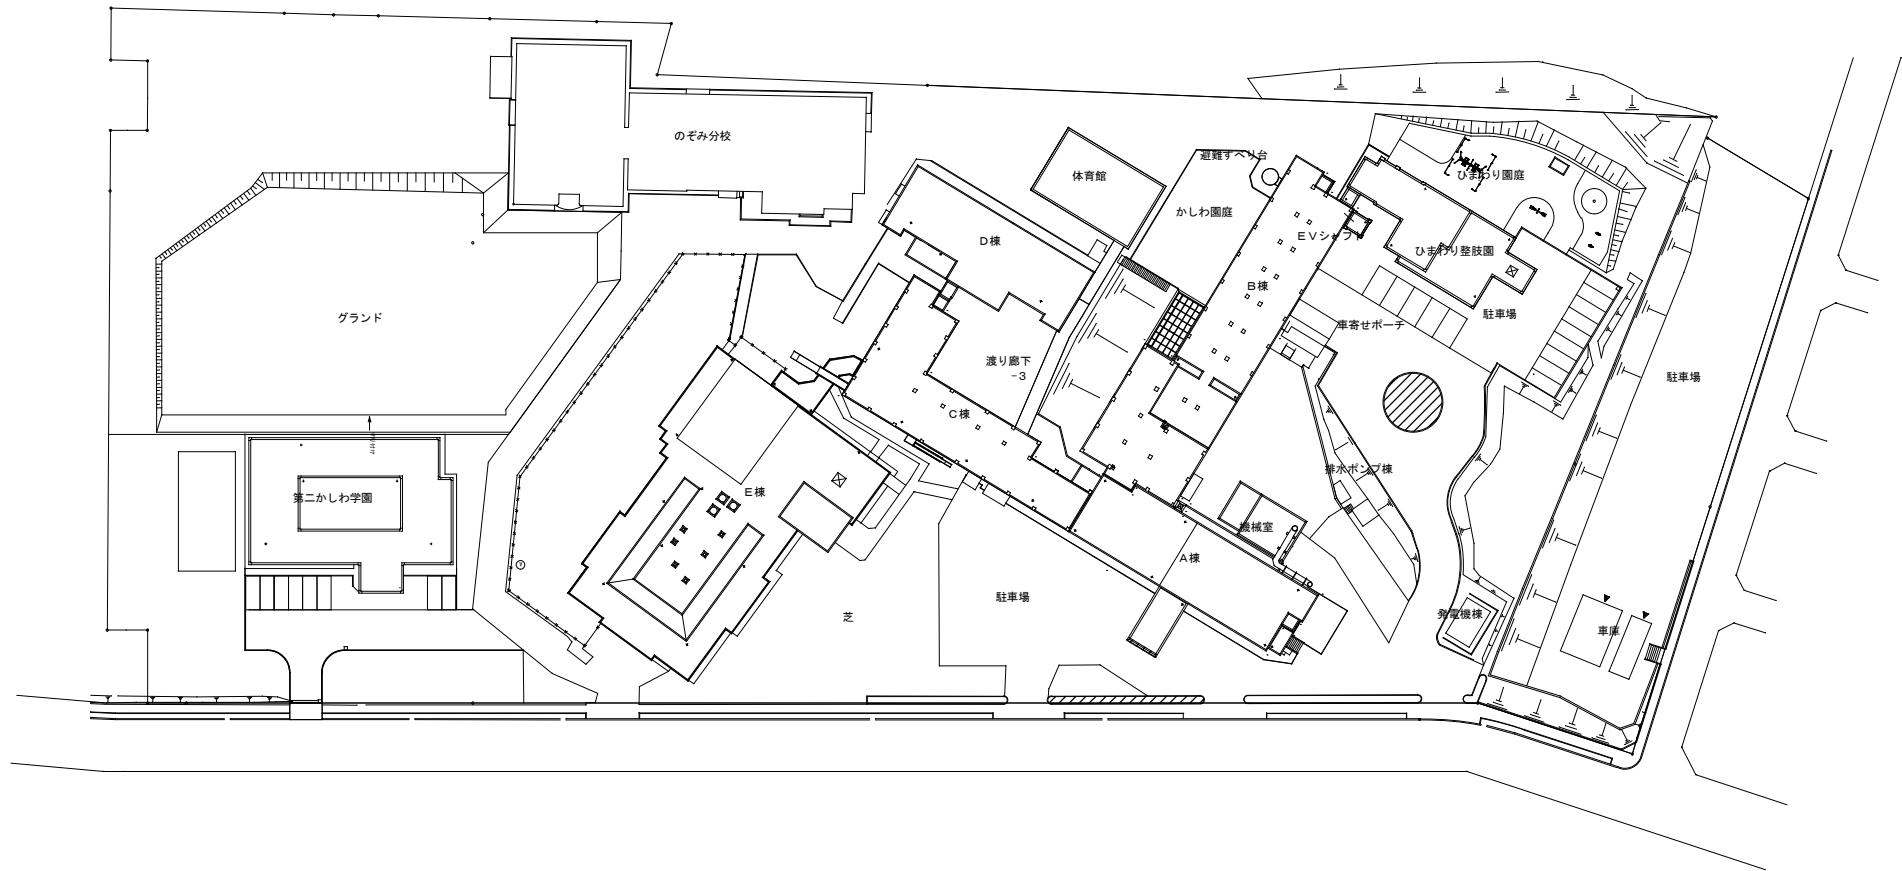 のぞみ分校
避難すべり台
体育館
ひまわり園庭
かしわ園庭
EVシャフト
D棟
ひまわり整肢園
B棟
グランド
駐車場
車寄せポーチ
渡り廊下
-3
駐車場
C棟
排水ポンプ棟
E棟
第二かしわ学園
機械室
A棟
駐車場
芝
発電機棟
車庫